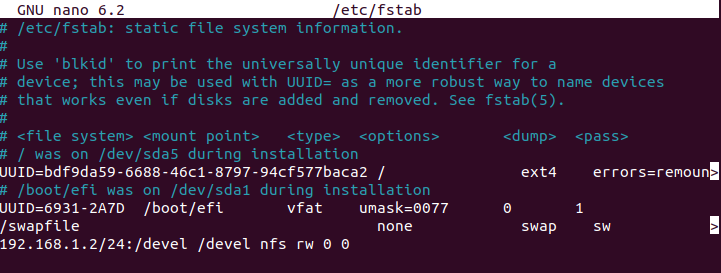 GNU nano 6.2 /etc/fstab
# /etc/fstab: static file system information.
#
# Use 'blkid' to print the universally unique identifier for a
# device; this may be used with UUID= as a more robust way to name devices
# that works even if disks are added and removed. See fstab(5).
#
# <file system> <mount point> <type> <options> <dump> <pass>
# / was on /dev/sda5 during installation
UUID=bdf9da59-6688-46c1-8797-94cf577baca2 / ext4 errors=remoun>
# /boot/efi was on /dev/sda1 during installation
UUID=6931-2A7D /boot/efi vfat umask=0077 0 1
/swapfile none swap sw >
192.168.1.2/24:/devel /devel nfs rw 0 0